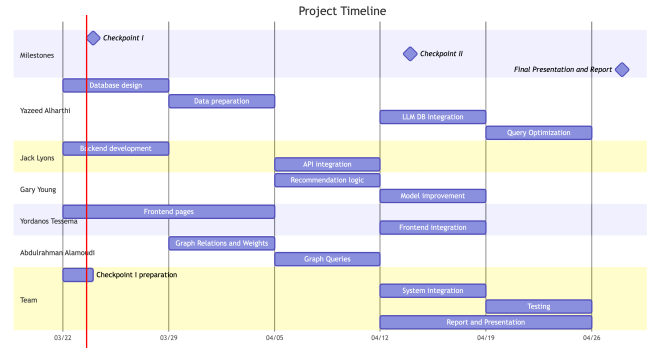 Project Timeline
Checkpoint I
Milestones
Checkpoint II
Final Presentation and Report
Database design
Data preparation
Yazeed Alharthi
LLM DB Integration
Query Optimization
Backend development
Jack Lyons
API Integration
Recommendation logic
Gary Young
Model Improvement
Frontend pages
Yordanos Tessema
Frontend Integration
Graph Relations and Weights
Abdulrahman Alamondi
Graph Queries
Checkpoint I preparation
System Integration
Team
Testing
Report and Presentation
03/22 03/29 04/05 04/12 04/19 04/26